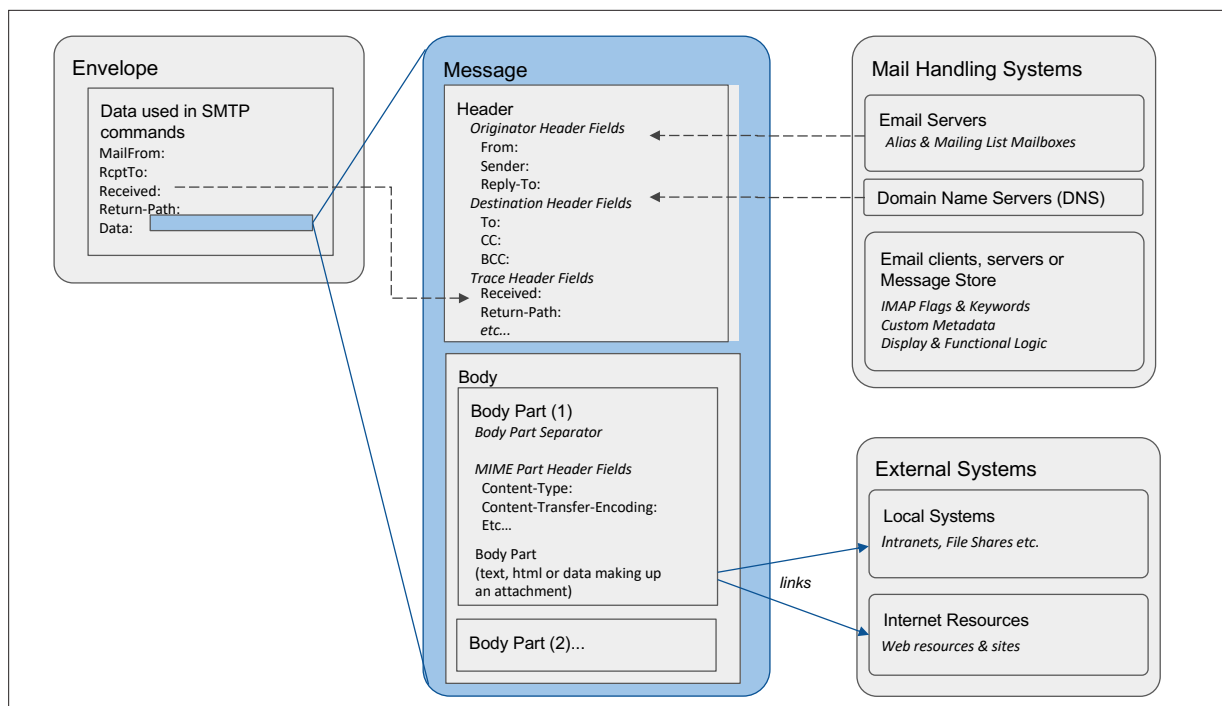 Envelope
Data used in SMTP
commands
MailFrom:
RcptTo:
Received:
Return-Path:
Data:
Message
Header
Originator Header Fields
From:
Sender:
Reply-To:
Destination Header Fields
To:
CC:
BCC:
Trace Header Fields
Received:
Return-Path:
etc...
Body
Body Part (1)
Body Part Separator
MIME Part Header Fields
Content-Type:
Content-Transfer-Encoding:
Etc...
Body Part
(text, html or data making up
an attachment)
Body Part (2)...
links
Mail Handling Systems
Email Servers
Alias & Mailing List Mailboxes
Domain Name Servers (DNS)
Email clients, servers or
Message Store
IMAP Flags & Keywords
Custom Metadata
Display & Functional Logic
External Systems
Local Systems
Intranets, File Shares etc.
Internet Resources
Web resources & sites